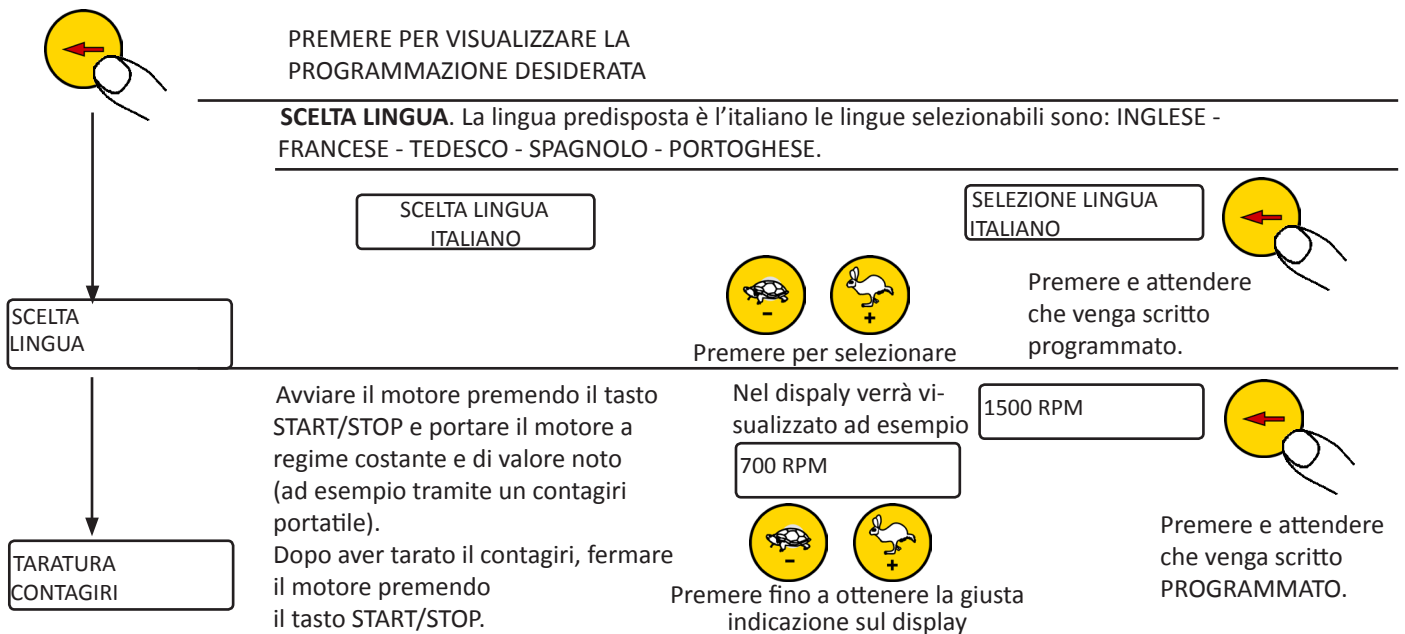 PREMERE PER VISUALIZZARE LA
PROGRAMMAZIONE DESIDERATA
SCELTA LINGUA. La lingua predisposta è l’italiano le lingue selezionabili sono: INGLESE -
FRANCESE - TEDESCO - SPAGNOLO - PORTOGHESE.
SCELTA LINGUA
ITALIANO
SELEZIONE LINGUA
ITALIANO
-
+
Premere per selezionare
Premere e attendere
che venga scritto
programmato.
SCELTA
LINGUA
Avviare il motore premendo il tasto
START/STOP e portare il motore a
regime costante e di valore noto
(ad esempio tramite un contagiri
portatile).
Dopo aver tarato il contagiri, fermare
il motore premendo
il tasto START/STOP.
Nel dispaly verrà vi-
sualizzato ad esempio
700 RPM
-
+
Premere fino a ottenere la giusta
indicazione sul display
1500 RPM
Premere e attendere
che venga scritto
PROGRAMMATO.
TARATURA
CONTAGIRI